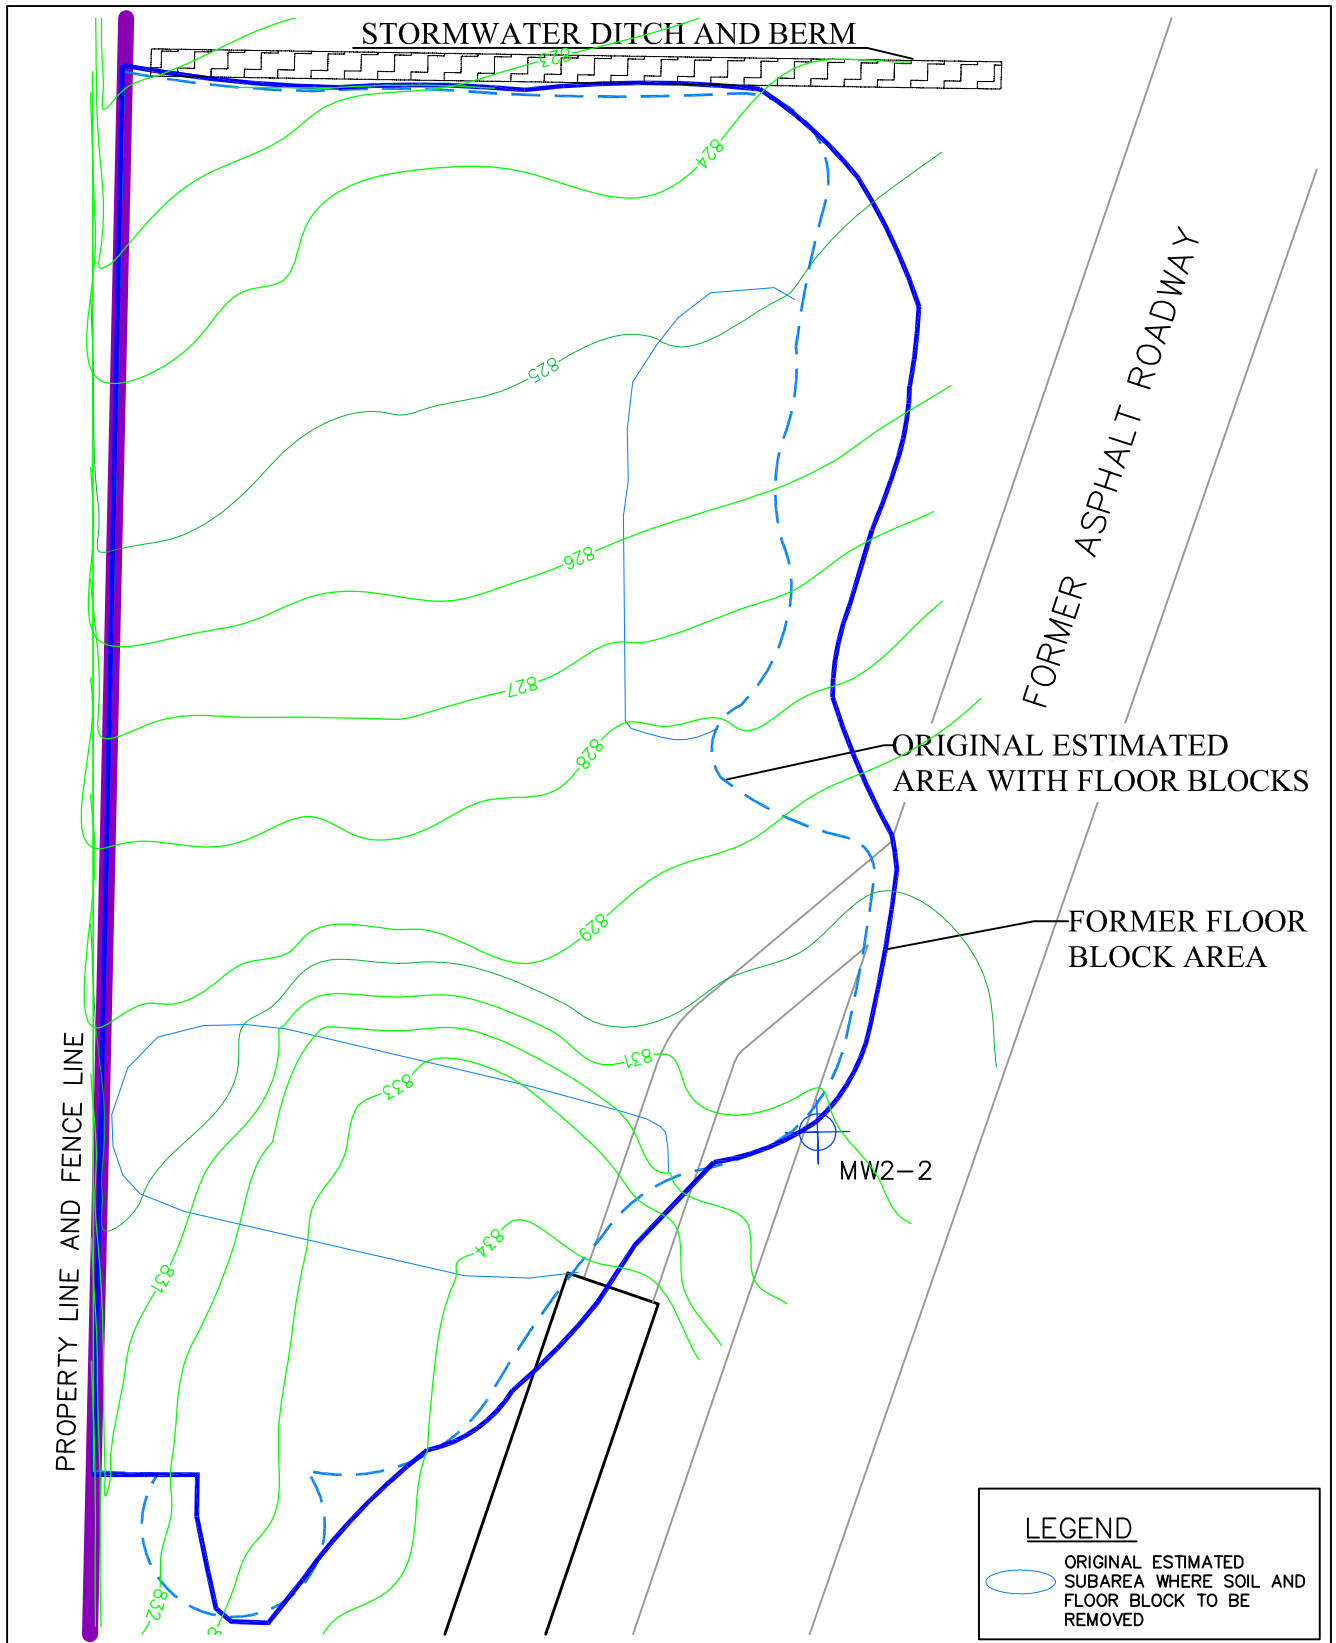 STORMWATER DITCH AND BERM
823
824
825
826
827
828
829
831
833
834
831
832
FORMER ASPHALT ROADWAY
ORIGINAL ESTIMATED
AREA WITH FLOOR BLOCKS
FORMER FLOOR
BLOCK AREA
MW2-2
PROPERTY LINE AND FENCE LINE
LEGEND
ORIGINAL ESTIMATED
SUBAREA WHERE SOIL AND
FLOOR BLOCK TO BE
REMOVED